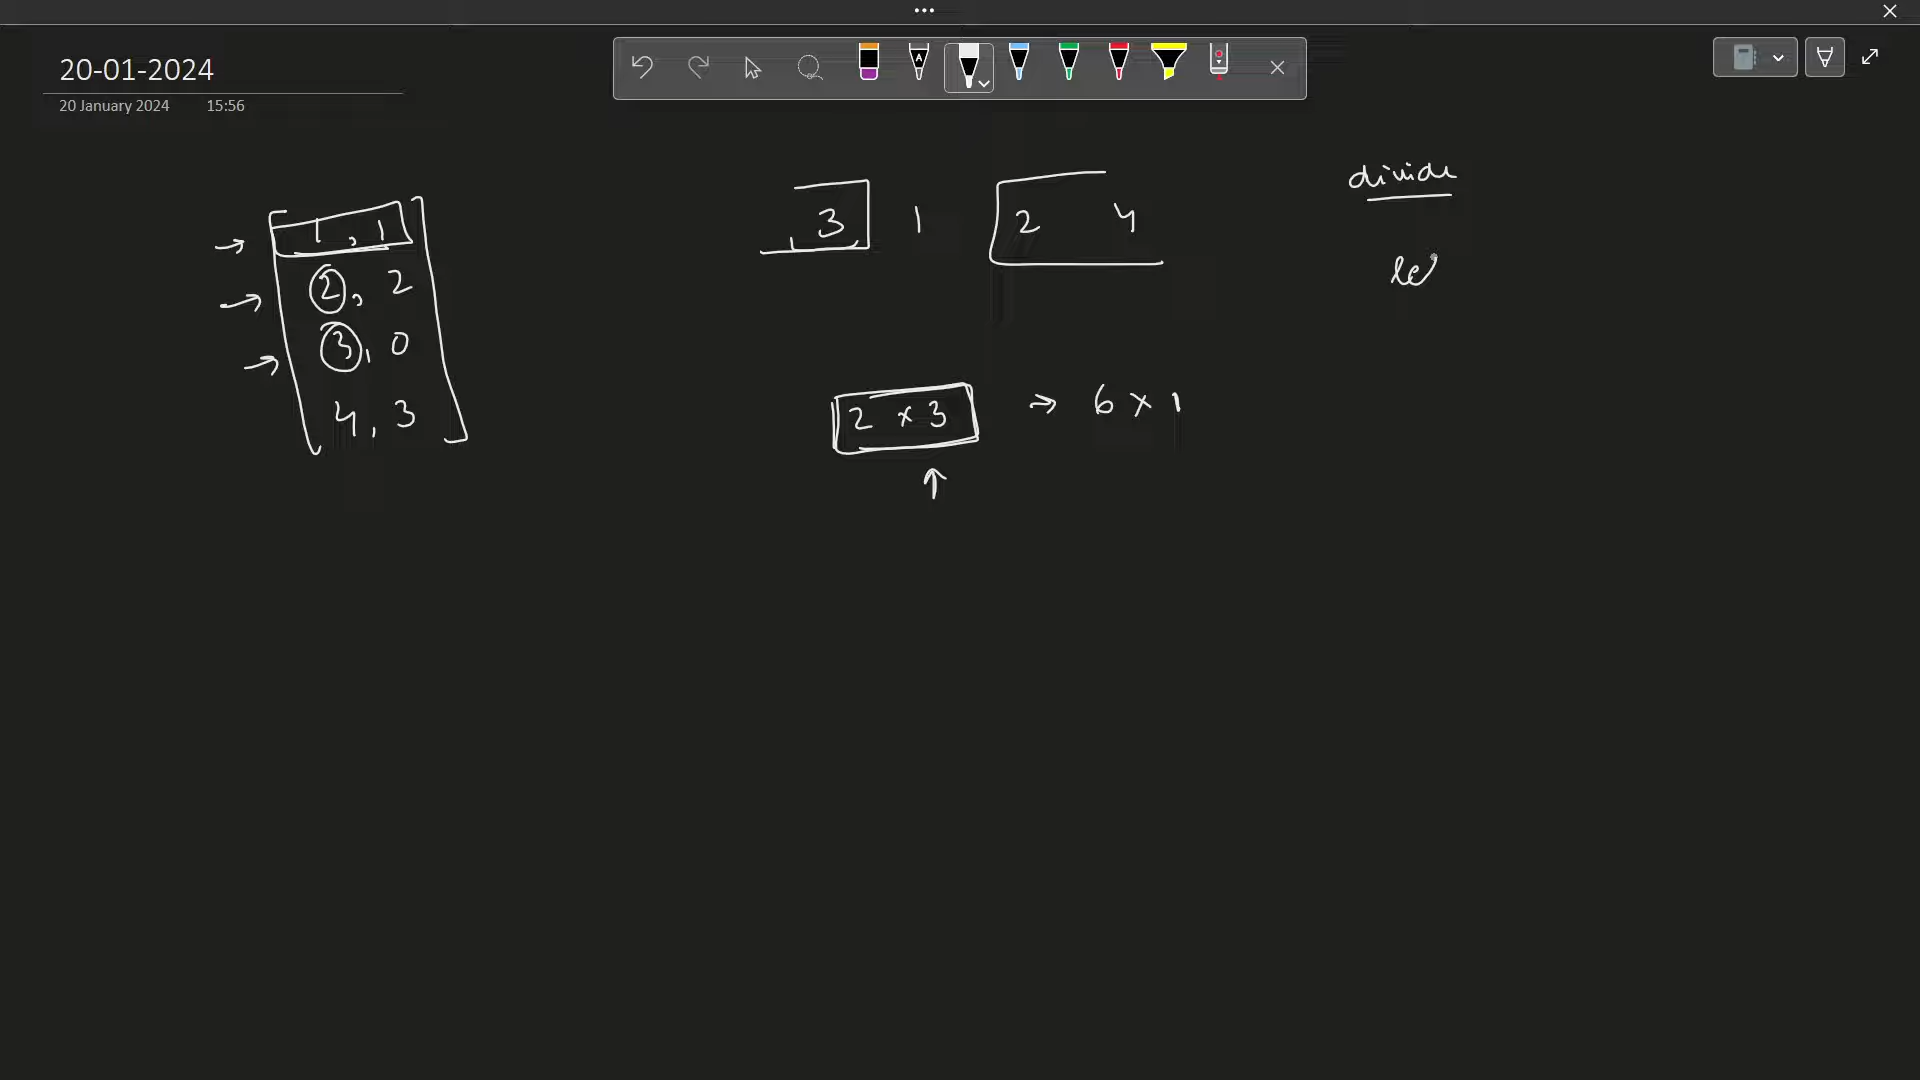 20-01-2024
20 January 2024 15:56
1, 1
2, 2
3, 0
4, 3
3 1 2 4
2 × 3 → 6 × 1
divide
le